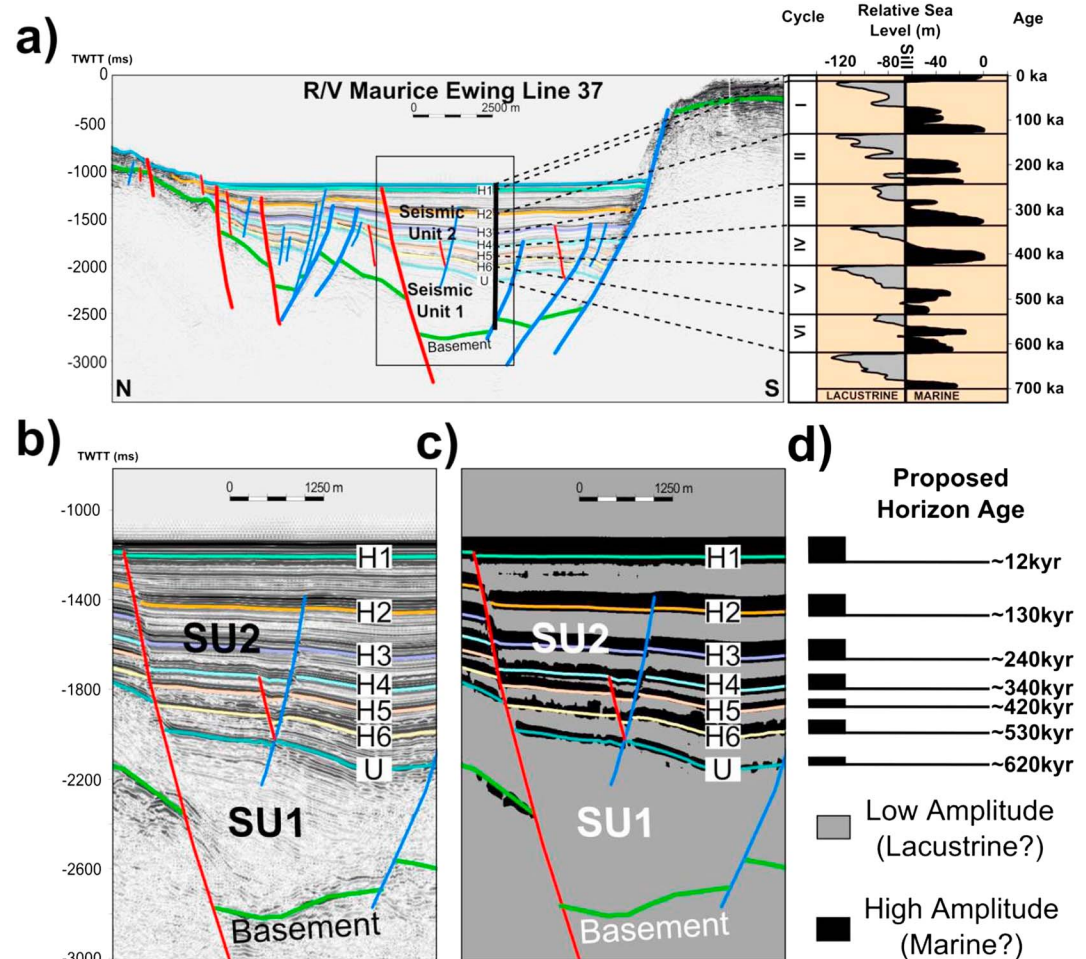 a)
TWTT (ms)
R/V Maurice Ewing Line 37
0 2500 m
0
-500
-1000
-1500
-2000
-2500
-3000
H1
H2
H3
H4
H5
H6
U
Seismic
Unit 2
Seismic
Unit 1
Basement
N
S
Cycle
Relative Sea
Level (m)
Age
Sill
-120 -80 -40 0
I
II
III
IV
V
VI
0 ka
100 ka
200 ka
300 ka
400 ka
500 ka
600 ka
700 ka
LACUSTRINE MARINE
b)
TWTT (ms)
0 1250 m
-1000
-1400
-1800
-2200
-2600
-3000
H1
H2
H3
H4
H5
H6
U
SU2
SU1
Basement
c)
0 1250 m
H1
H2
H3
H4
H5
H6
U
SU2
SU1
Basement
d)
Proposed
Horizon Age
~12kyr
~130kyr
~240kyr
~340kyr
~420kyr
~530kyr
~620kyr
Low Amplitude
(Lacustrine?)
High Amplitude
(Marine?)